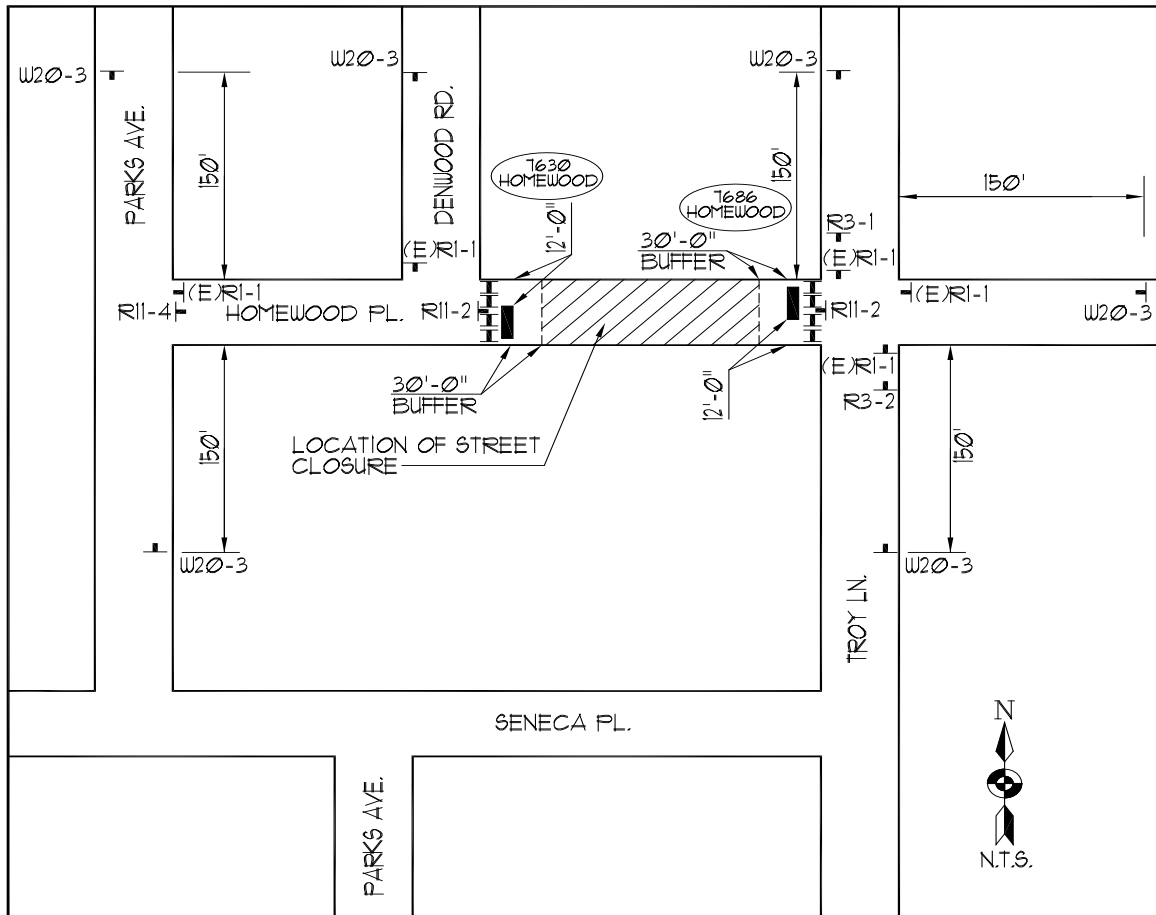 W20-3
W20-3
W20-3
PARKS AVE.
150'
DENWOOD RD.
7630
HOMEWOOD
12'-0"
7686
HOMEWOOD
150'
150'
30'-0"
BUFFER
R3-1
(E)R1-1
(E)R1-1
(E)R1-1
(E)R1-1
R11-4
HOMEWOOD PL.
R11-2
R11-2
W20-3
30'-0"
BUFFER
12'-0"
(E)R1-1
R3-2
LOCATION OF STREET
CLOSURE
150'
150'
W20-3
W20-3
TROY LN.
SENECA PL.
PARKS AVE.
N
N.T.S.